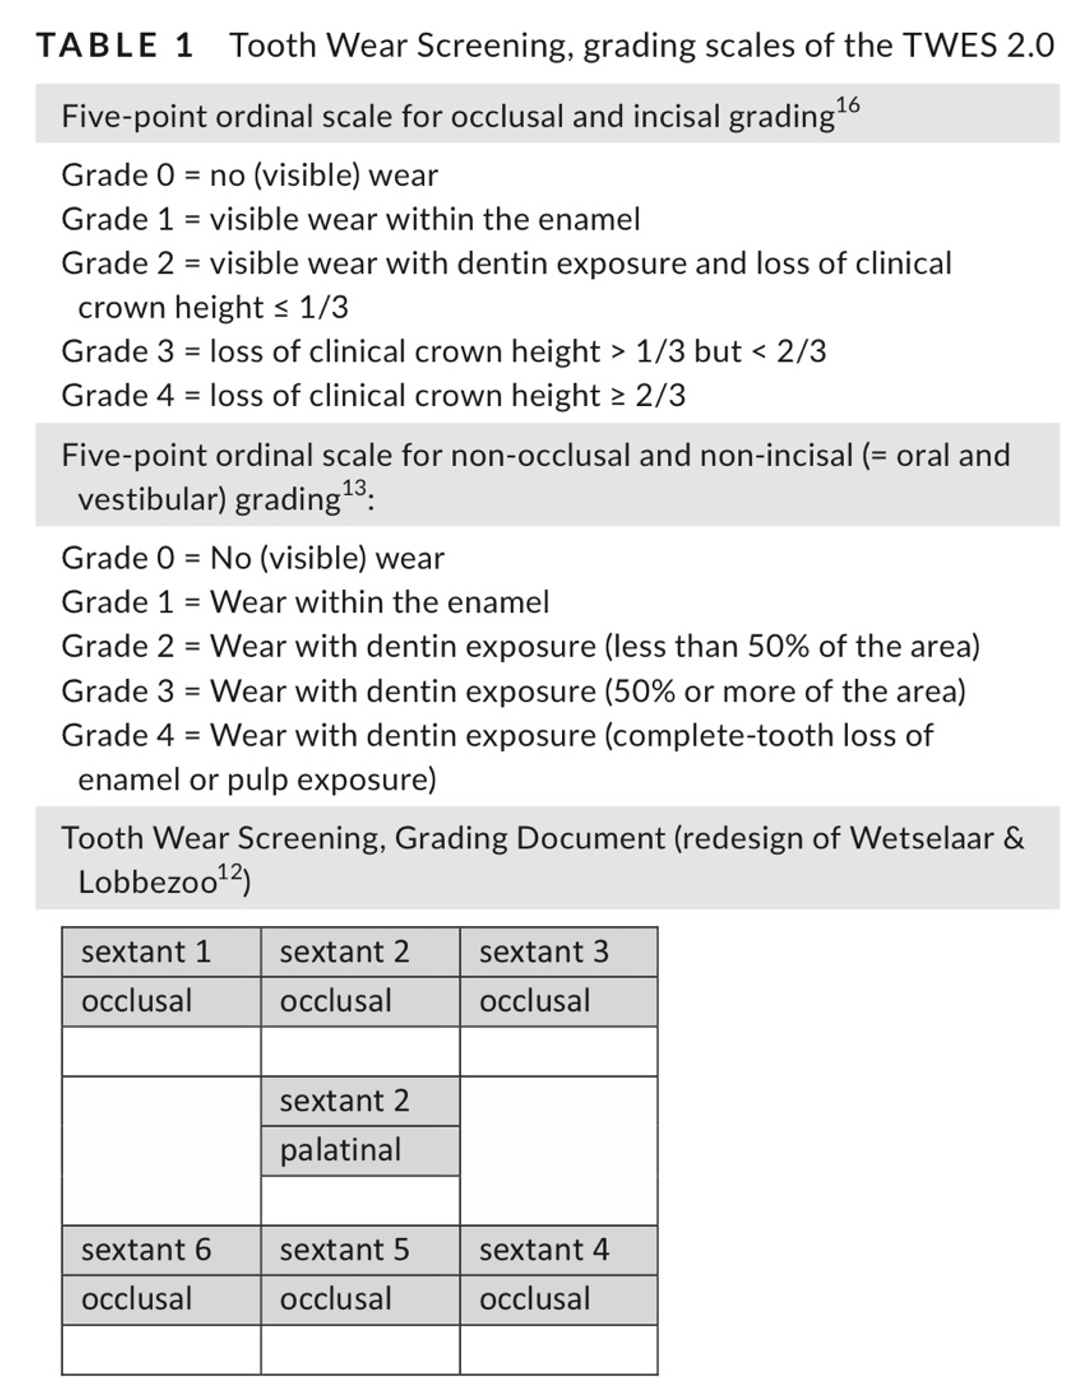 TABLE 1 Tooth Wear Screening, grading scales of the TWES 2.0
Five-point ordinal scale for occlusal and incisal grading16
Grade 0 = no (visible) wear
Grade 1 = visible wear within the enamel
Grade 2 = visible wear with dentin exposure and loss of clinical
crown height ≤ 1/3
Grade 3 = loss of clinical crown height > 1/3 but < 2/3
Grade 4 = loss of clinical crown height ≥ 2/3
Five-point ordinal scale for non-occlusal and non-incisal (= oral and
vestibular) grading13:
Grade 0 = No (visible) wear
Grade 1 = Wear within the enamel
Grade 2 = Wear with dentin exposure (less than 50% of the area)
Grade 3 = Wear with dentin exposure (50% or more of the area)
Grade 4 = Wear with dentin exposure (complete-tooth loss of
enamel or pulp exposure)
Tooth Wear Screening, Grading Document (redesign of Wetselaar &
Lobbezoo12)
sextant 1 sextant 2 sextant 3
occlusal occlusal occlusal
sextant 2
palatinal
sextant 6 sextant 5 sextant 4
occlusal occlusal occlusal